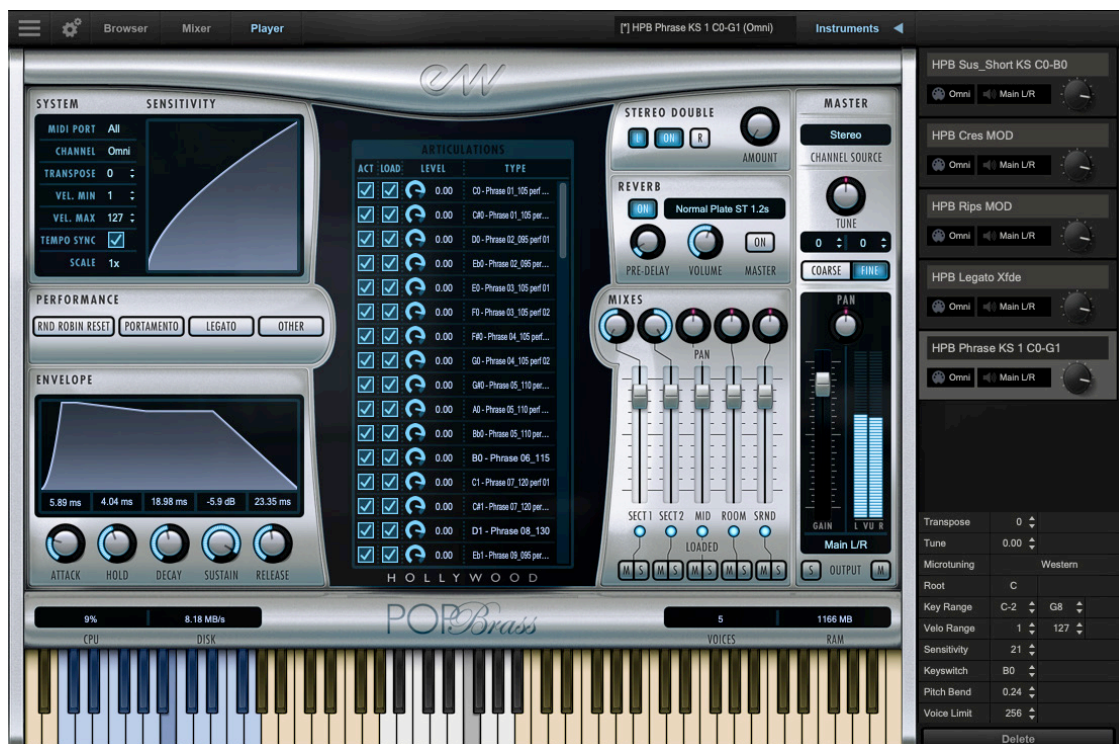 Browser Mixer Player [*] HPB Phrase KS 1 C0-G1 (Omni) Instruments
EW
SYSTEM SENSITIVITY
MIDI PORT All
CHANNEL Omni
TRANSPOSE 0
VEL. MIN 1
VEL. MAX 127
TEMPO SYNC
SCALE 1x
PERFORMANCE
RND ROBIN RESET PORTAMENTO LEGATO OTHER
ENVELOPE
5.89 ms 4.04 ms 18.98 ms -5.9 dB 23.35 ms
ATTACK HOLD DECAY SUSTAIN RELEASE
ARTICULATIONS
ACT LOAD LEVEL TYPE
0.00 C0 - Phrase 01_105 perf ...
0.00 C#0 - Phrase 01_105 per...
0.00 D0 - Phrase 02_095 perf 01
0.00 Eb0 - Phrase 02_095 per...
0.00 E0 - Phrase 03_105 perf 01
0.00 F0 - Phrase 03_105 perf 02
0.00 F#0 - Phrase 04_105 perf...
0.00 G0 - Phrase 04_105 perf 02
0.00 G#0 - Phrase 05_110 per...
0.00 A0 - Phrase 05_110 perf ...
0.00 Bb0 - Phrase 05_110 per...
0.00 B0 - Phrase 06_115
0.00 C1 - Phrase 07_120 perf 01
0.00 C#1 - Phrase 07_120 per...
0.00 D1 - Phrase 08_130
0.00 Eb1 - Phrase 09_095 per...
HOLLYWOOD
POP Brass
STEREO DOUBLE
L ON R
AMOUNT
REVERB
ON Normal Plate ST 1.2s
ON
PRE-DELAY VOLUME MASTER
MIXES
PAN
SECT 1 SECT 2 MID ROOM SRND
LOADED
M S M S M S M S M S
MASTER
Stereo
CHANNEL SOURCE
TUNE
0 0
COARSE FINE
PAN
GAIN L VU R
Main L/R
S OUTPUT M
9% 8.18 MB/s 5 1166 MB
CPU DISK VOICES RAM
HPB Sus_Short KS C0-B0
Omni Main L/R
HPB Cres MOD
Omni Main L/R
HPB Rips MOD
Omni Main L/R
HPB Legato Xfde
Omni Main L/R
HPB Phrase KS 1 C0-G1
Omni Main L/R
Transpose 0
Tune 0.00
Microtuning Western
Root C
Key Range C-2 G8
Velo Range 1 127
Sensitivity 21
Keyswitch B0
Pitch Bend 0.24
Voice Limit 256
Delete